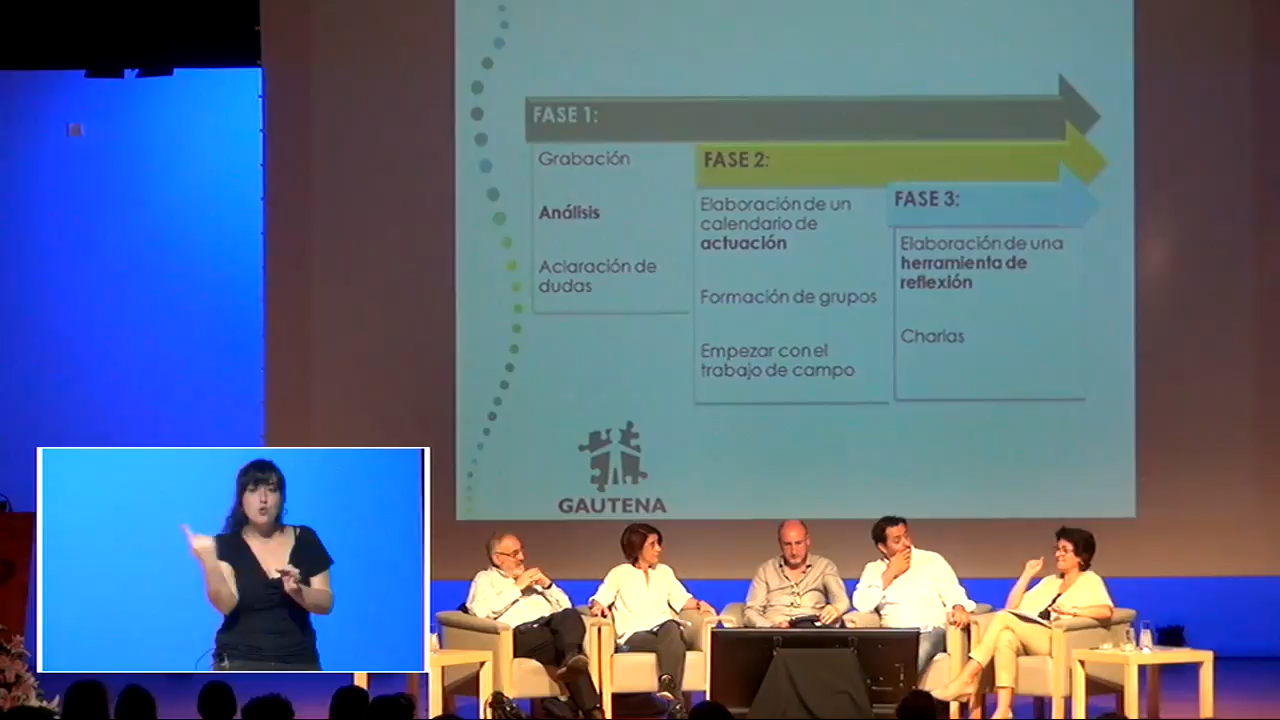 FASE 1:
Grabación
Análisis
Aclaración de
dudas
FASE 2:
Elaboración de un
calendario de
actuación
Formación de grupos
Empezar con el
trabajo de campo
FASE 3:
Elaboración de una
herramienta de
reflexión
Charlas
GAUTENA